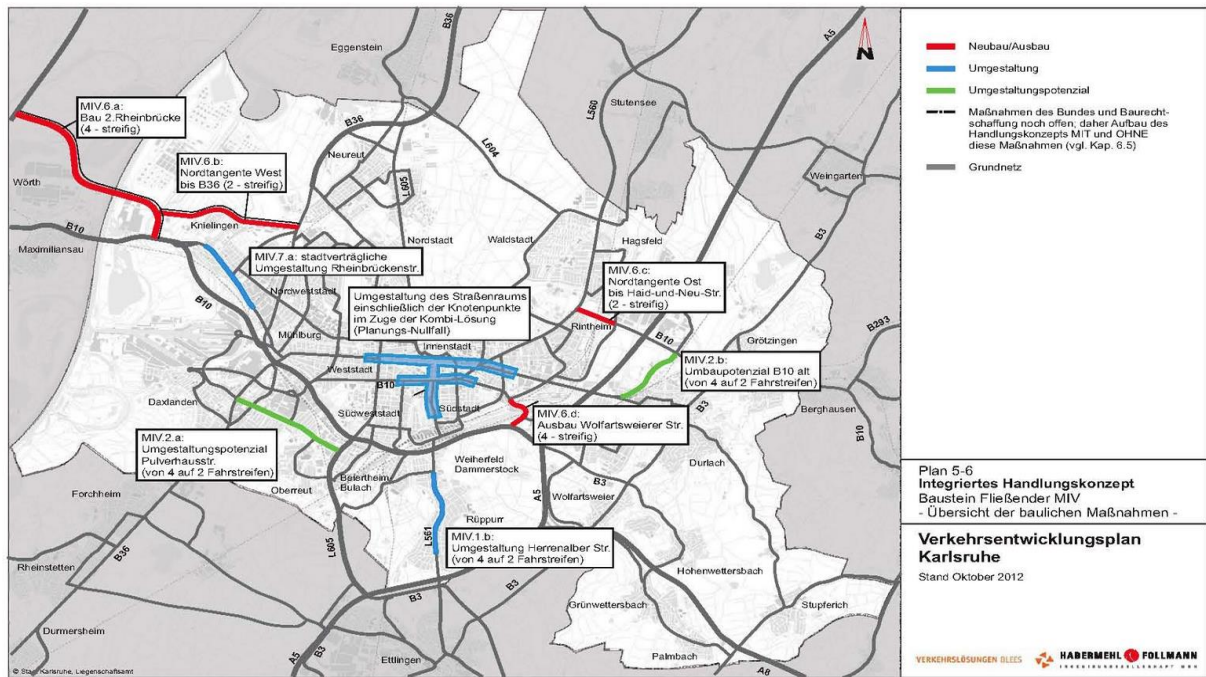 B36
A5
N
Eggenstein
L560
Stutensee
MIV.6.a:
Bau 2.Rheinbrücke
(4 - streifig)
B36
L604
Neureut
MIV.6.b:
Nordtangente West
bis B36 (2 - streifig)
L605
Wörth
Weingarten
B3
B10
Knielingen
Maximiliansau
Nordstadt
Waldstadt
Hagsfeld
MIV.7.a: stadtverträgliche
Umgestaltung Rheinbrückenstr.
MIV.6.c:
Nordtangente Ost
bis Haid-und-Neu-Str.
(2 - streifig)
B10
Nordweststadt
Umgestaltung des Straßenraums
einschließlich der Knotenpunkte
im Zuge der Kombi-Lösung
(Planungs-Nullfall)
Mühlburg
Rintheim
B10
B293
Grötzingen
Innenstadt
Weststadt
B10
MIV.2.b:
Umbaupotenzial B10 alt
(von 4 auf 2 Fahrstreifen)
Daxlanden
Südweststadt
Südstadt
B3
Berghausen
B10
MIV.6.d:
Ausbau Wolfartsweierer Str.
(4 - streifig)
MIV.2.a:
Umgestaltungspotenzial
Pulverhausstr.
(von 4 auf 2 Fahrstreifen)
Weiherfeld
Dammerstock
Durlach
Beiertheim
Bulach
B3
Oberreut
Forchheim
A5
Wolfartsweier
Rüppurr
L561
L605
MIV.1.b:
Umgestaltung Herrenalber Str.
(von 4 auf 2 Fahrstreifen)
B36
Rheinstetten
Hohenwettersbach
B3
B3
Grünwettersbach
Stupferich
Durmersheim
Palmbach
A5
B3
Ettlingen
A8
© Stadt Karlsruhe, Liegenschaftsamt
Neubau/Ausbau
Umgestaltung
Umgestaltungspotenzial
Maßnahmen des Bundes und Baurecht-
schaffung noch offen; daher Aufbau des
Handlungskonzepts MIT und OHNE
diese Maßnahmen (vgl. Kap. 6.5)
Grundnetz
Plan 5-6
Integriertes Handlungskonzept
Baustein Fließender MIV
- Übersicht der baulichen Maßnahmen -
Verkehrsentwicklungsplan
Karlsruhe
Stand Oktober 2012
VERKEHRSLÖSUNGEN BLEES
HABERMEHL FOLLMANN
INGENIEURGESELLSCHAFT MBH